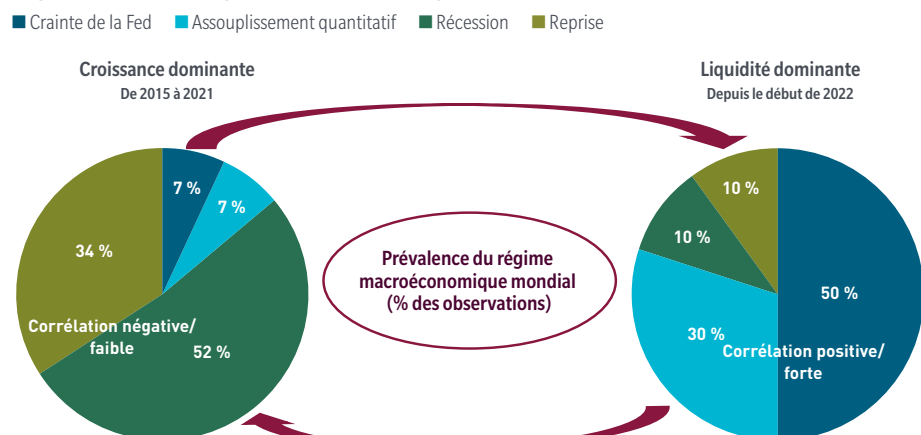 Crainte de la Fed Assouplissement quantitatif Récession Reprise
Croissance dominante
De 2015 à 2021
Liquidité dominante
Depuis le début de 2022
7 %
7 %
34 %
Corrélation négative/
faible
52 %
Prévalence du régime
macroéconomique mondial
(% des observations)
10 %
10 %
50 %
30 %
Corrélation positive/
forte